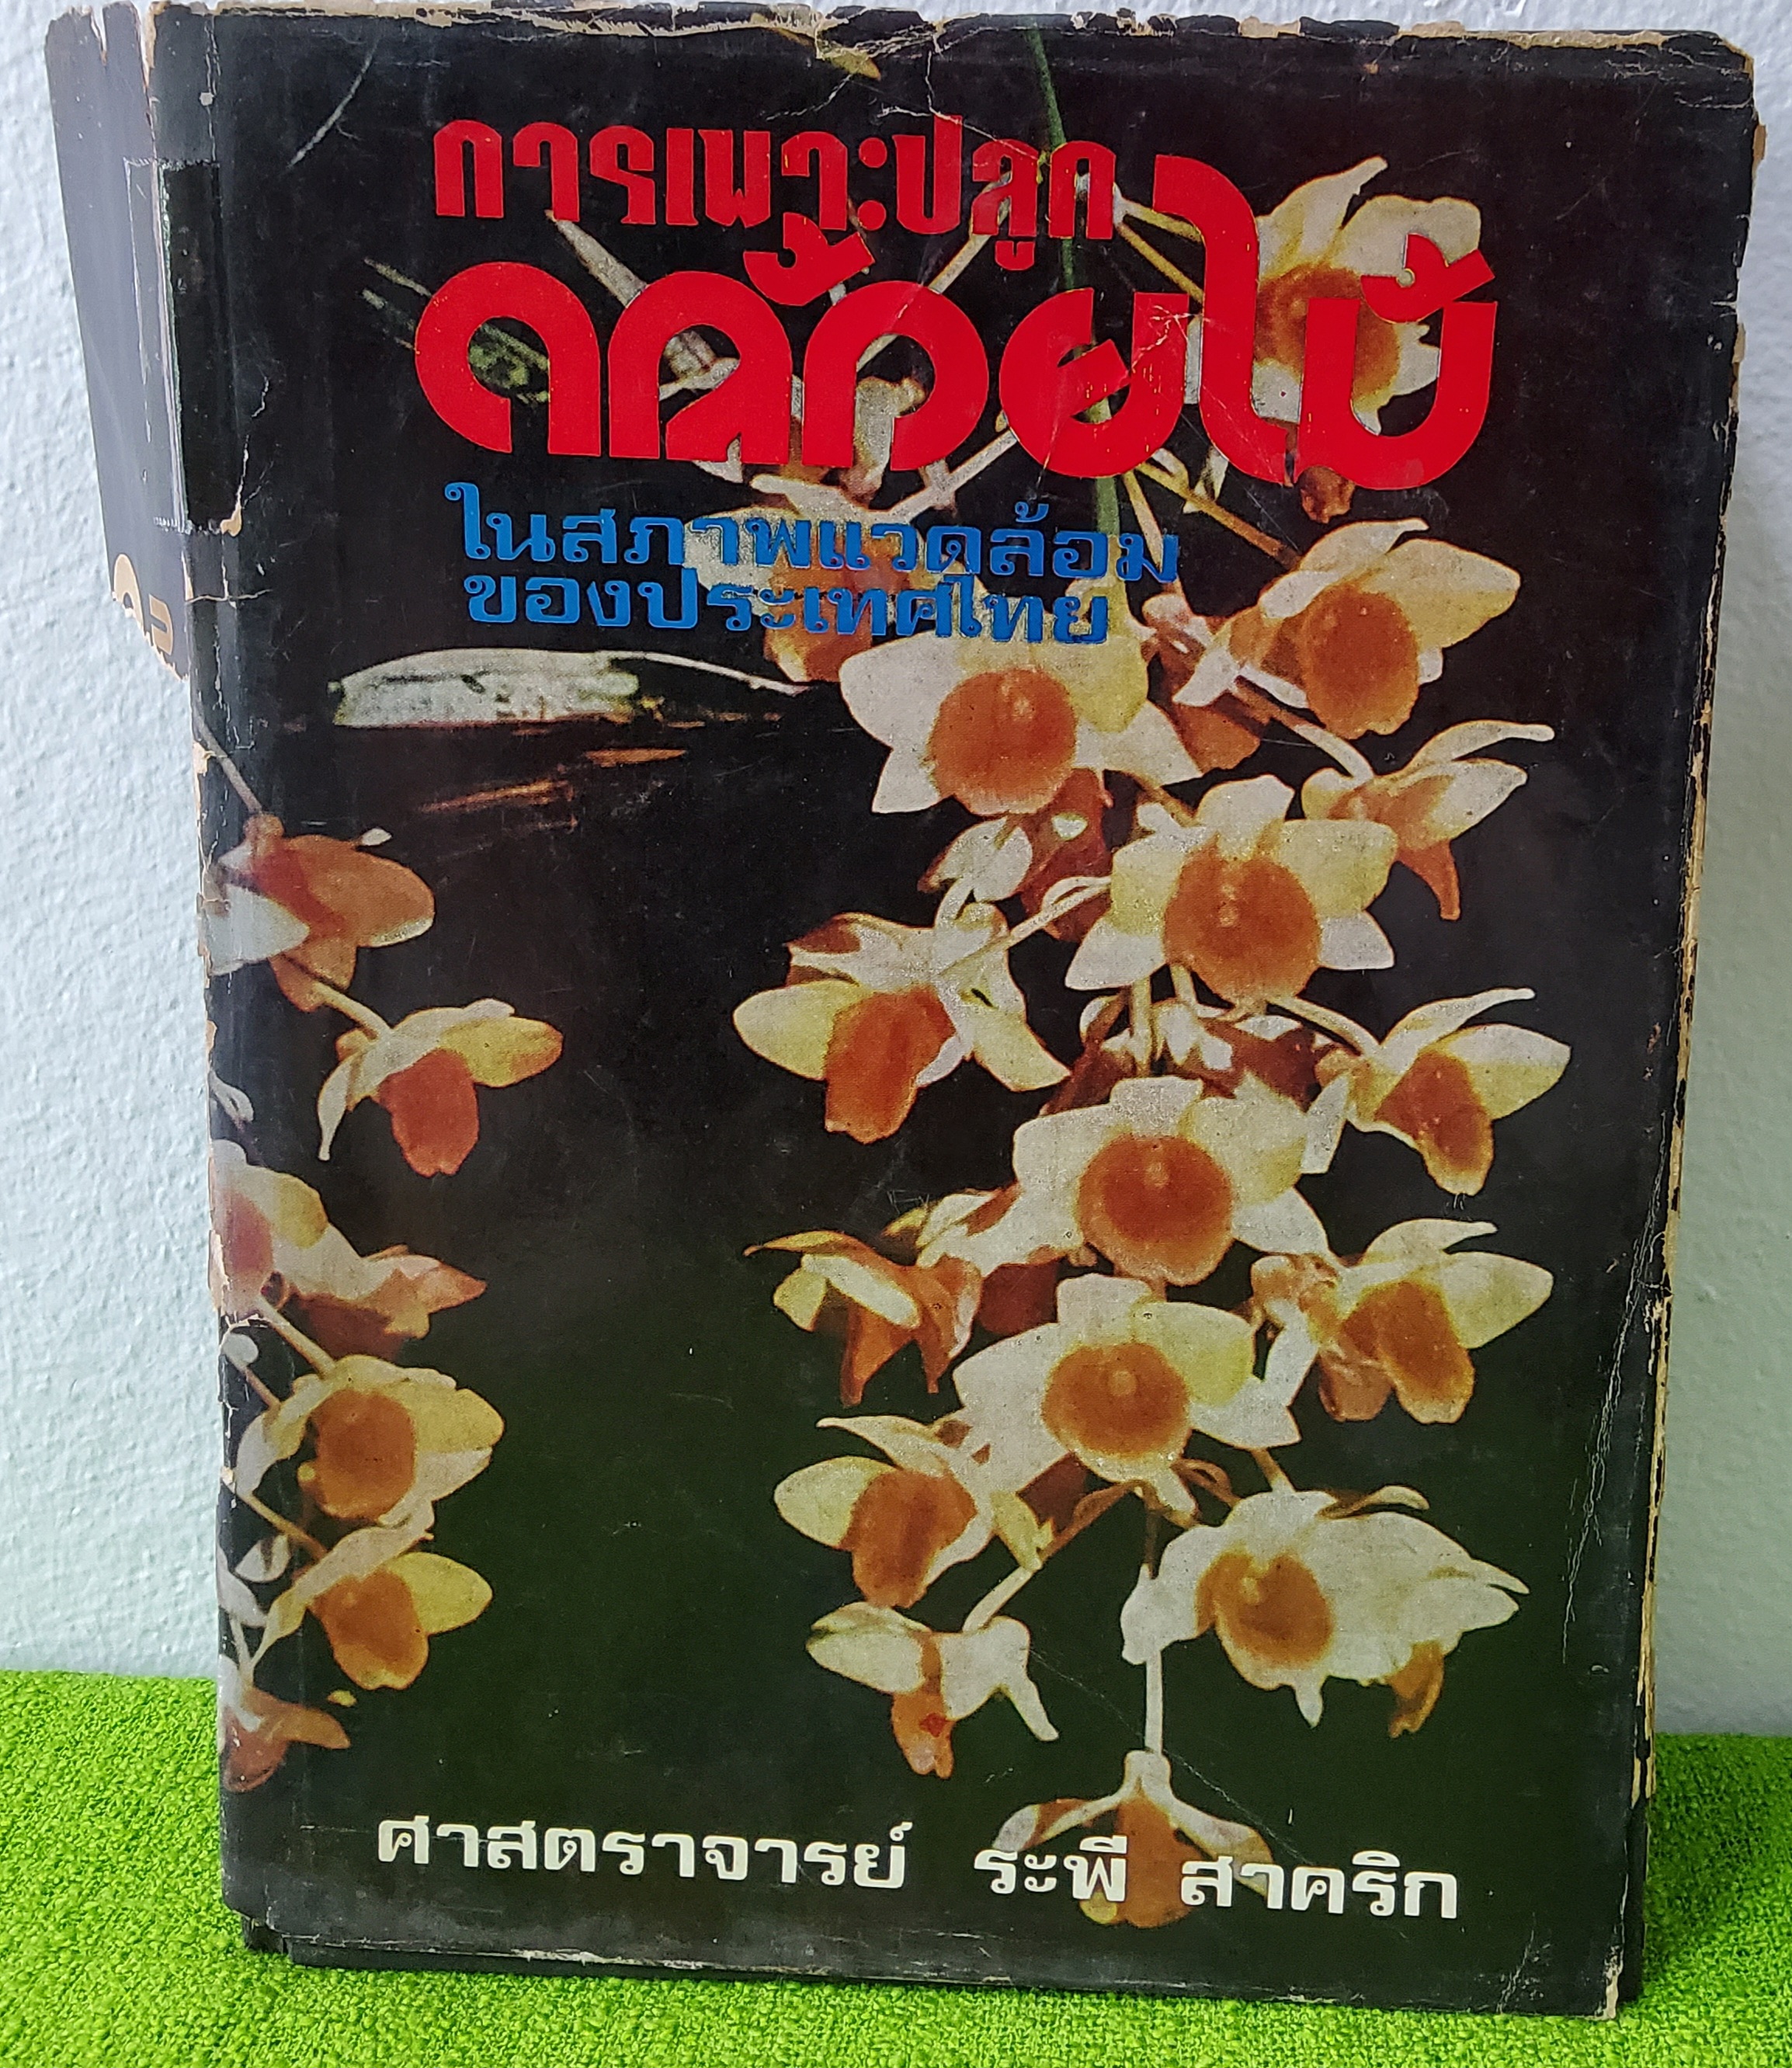 การเพาะปลูก
กล้วยไม้
ในสภาพแวดล้อม
ของประเทศไทย
ศาสตราจารย์ ระพี สาคริก